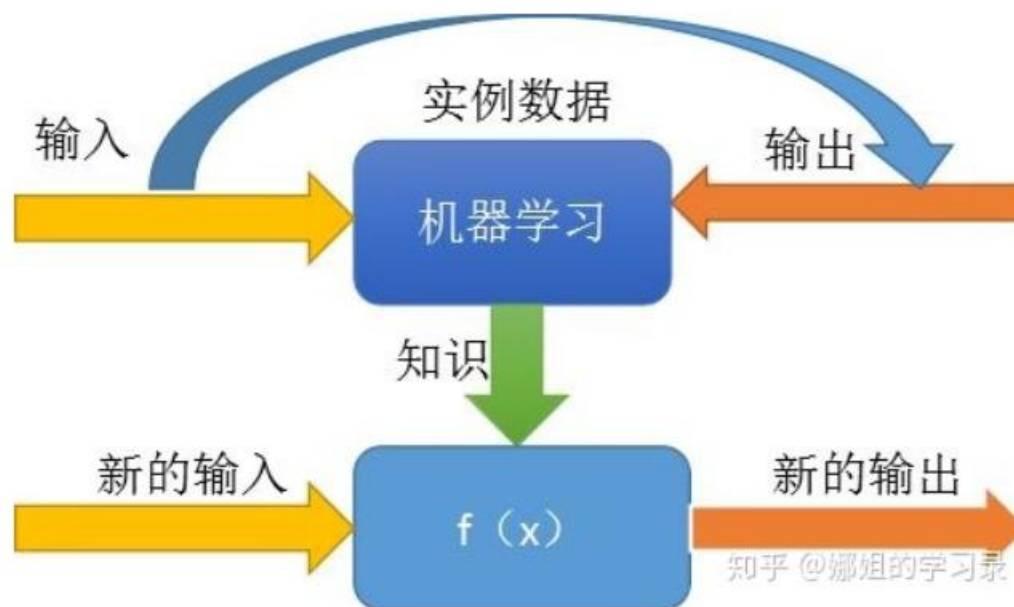 实例数据
输入
输出
机器学习
知识
新的输入
新的输出
f（x）
知乎 @娜姐的学习录